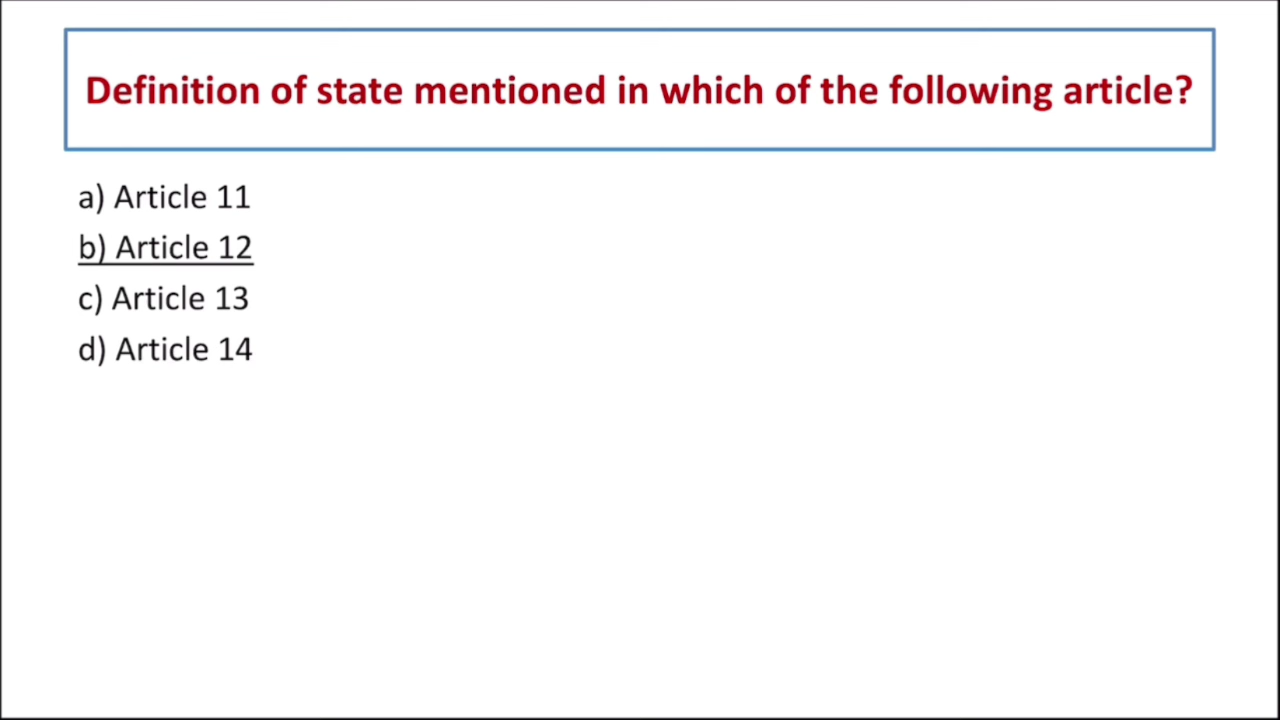 Definition of state mentioned in which of the following article?
a) Article 11
b) Article 12
c) Article 13
d) Article 14